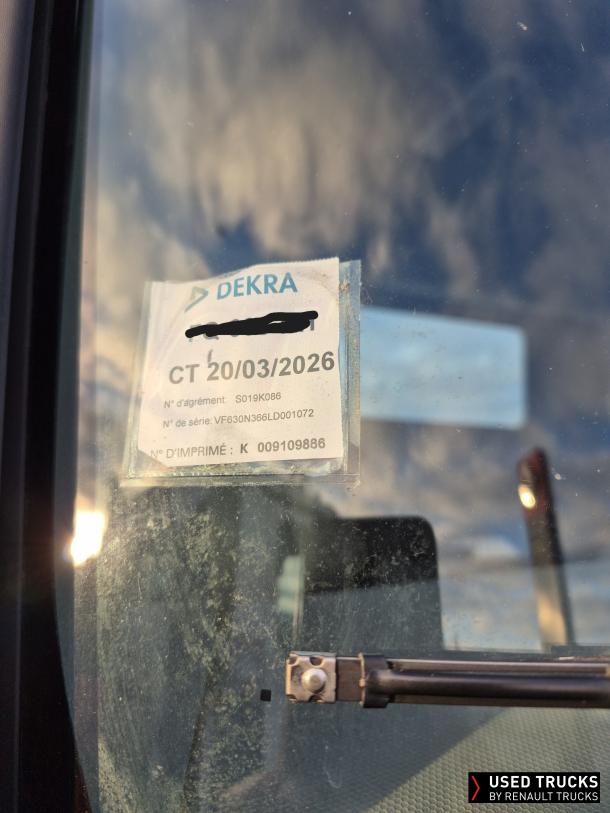 DEKRA
CT 20/03/2026
N° d'agrément S019K086
N° de série: VF630N366LD001072
N° D'IMPRIMÉ : K 009109886
USED TRUCKS
BY RENAULT TRUCKS